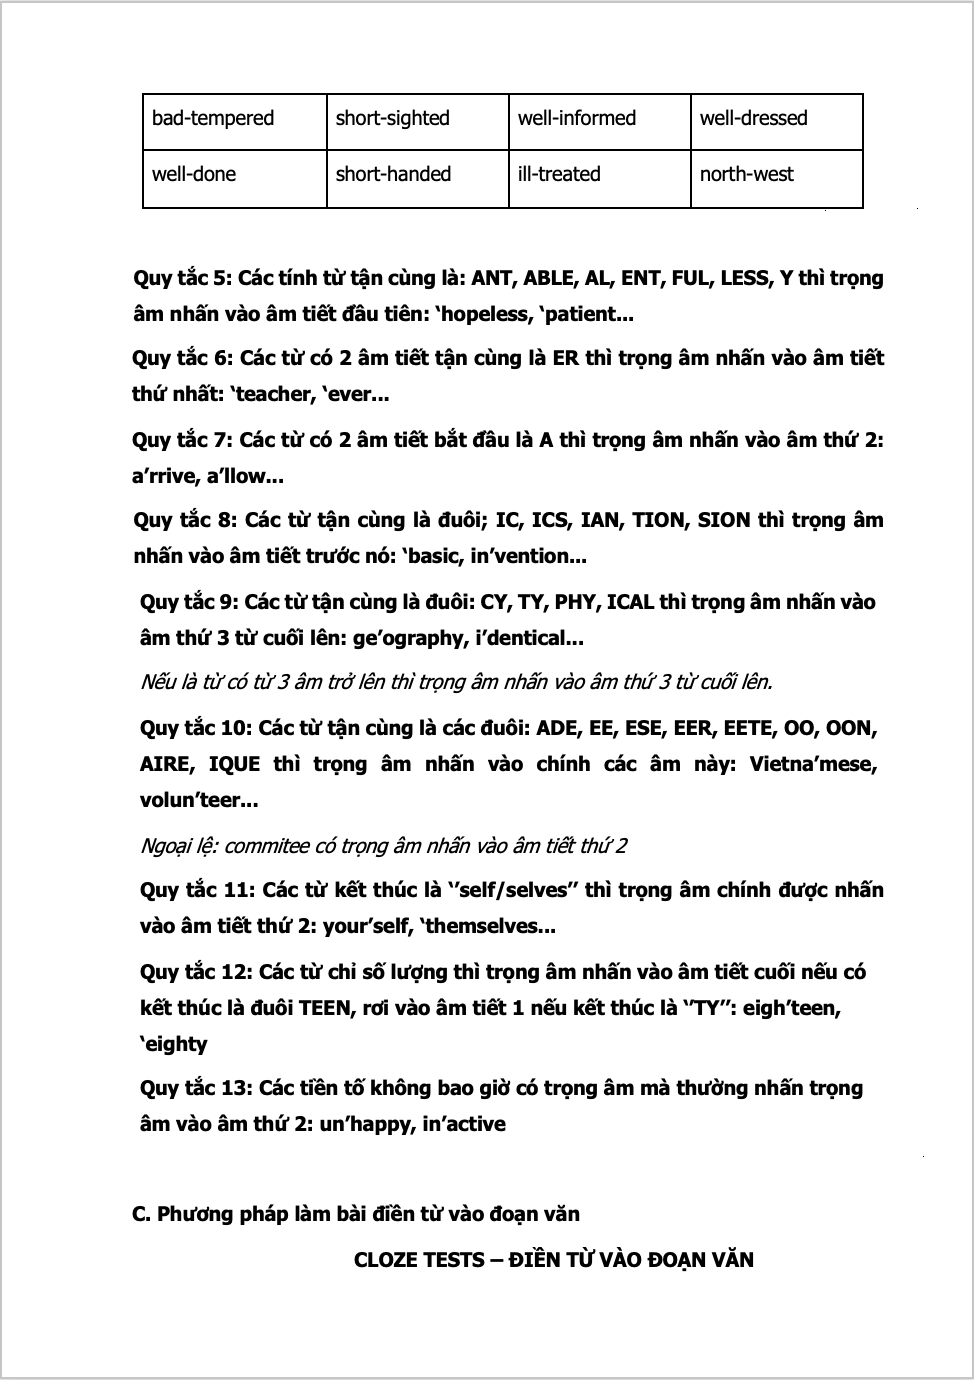 bad-tempered short-sighted well-informed well-dressed
well-done short-handed ill-treated north-west
Quy tắc 5: Các tính từ tận cùng là: ANT, ABLE, AL, ENT, FUL, LESS, Y thì trọng
âm nhấn vào âm tiết đầu tiên: ‘hopeless, ‘patient...
Quy tắc 6: Các từ có 2 âm tiết tận cùng là ER thì trọng âm nhấn vào âm tiết
thứ nhất: ‘teacher, ‘ever...
Quy tắc 7: Các từ có 2 âm tiết bắt đầu là A thì trọng âm nhấn vào âm thứ 2:
a’rrive, a’llow...
Quy tắc 8: Các từ tận cùng là đuôi; IC, ICS, IAN, TION, SION thì trọng âm
nhấn vào âm tiết trước nó: ‘basic, in’vention...
Quy tắc 9: Các từ tận cùng là đuôi: CY, TY, PHY, ICAL thì trọng âm nhấn vào
âm thứ 3 từ cuối lên: ge’ography, i’dentical...
Nếu là từ có từ 3 âm trở lên thì trọng âm nhấn vào âm thứ 3 từ cuối lên.
Quy tắc 10: Các từ tận cùng là các đuôi: ADE, EE, ESE, EER, EETE, OO, OON,
AIRE, IQUE thì trọng âm nhấn vào chính các âm này: Vietna’mese,
volun’teer...
Ngoại lệ: commitee có trọng âm nhấn vào âm tiết thứ 2
Quy tắc 11: Các từ kết thúc là ‘’self/selves’’ thì trọng âm chính được nhấn
vào âm tiết thứ 2: your’self, ‘themselves...
Quy tắc 12: Các từ chỉ số lượng thì trọng âm nhấn vào âm tiết cuối nếu có
kết thúc là đuôi TEEN, rơi vào âm tiết 1 nếu kết thúc là ‘’TY’’: eigh’teen,
‘eighty
Quy tắc 13: Các tiền tố không bao giờ có trọng âm mà thường nhấn trọng
âm vào âm thứ 2: un’happy, in’active
C. Phương pháp làm bài điền từ vào đoạn văn
CLOZE TESTS – ĐIỀN TỪ VÀO ĐOẠN VĂN